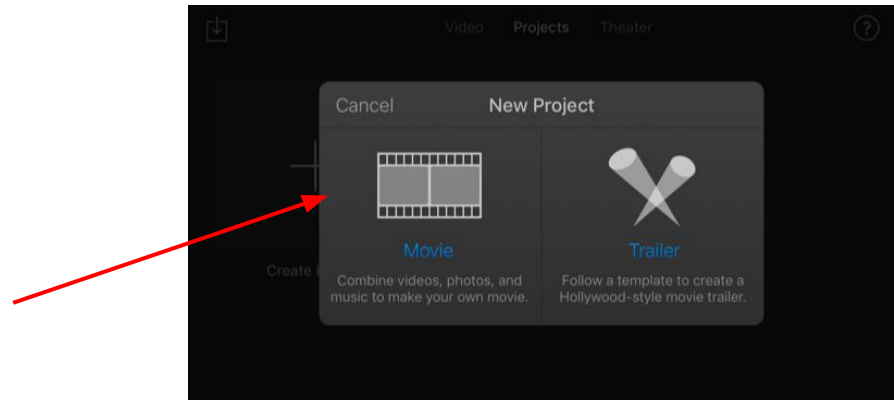 Video Projects Theater ?
Cancel New Project
Movie
Combine videos, photos, and
music to make your own movie.
Trailer
Follow a template to create a
Hollywood-style movie trailer.
Create